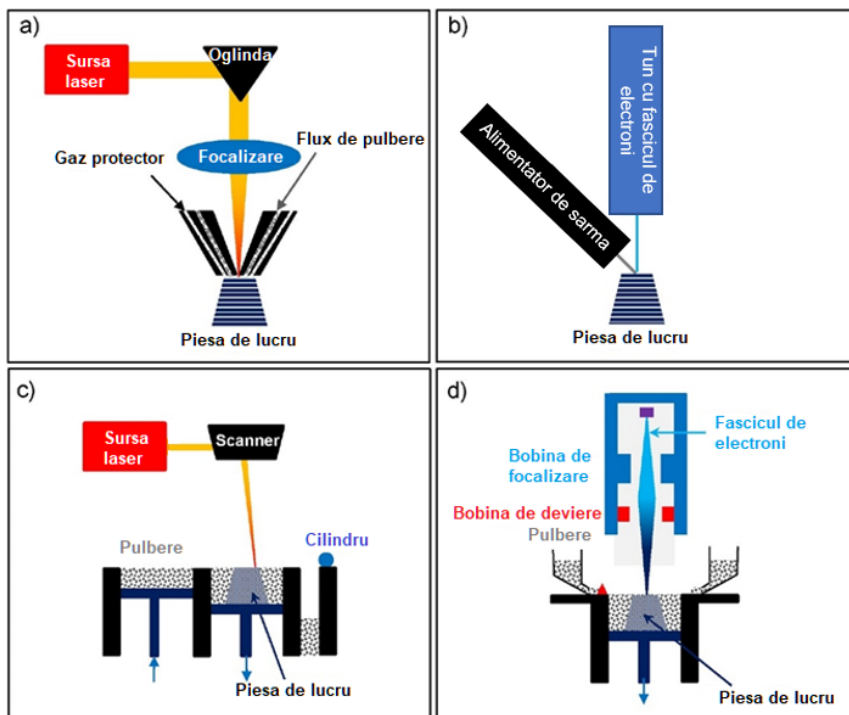 a)
Sursa
laser
Oglinda
Flux de pulbere
Gaz protector
Focalizare
Piesa de lucru
b)
Tun cu fascicul de
electroni
Alimentator de sarma
Piesa de lucru
c)
Sursa
laser
Scanner
Pulbere
Cilindru
Piesa de lucru
d)
Fascicul de
electroni
Bobina de
focalizare
Bobina de deviere
Pulbere
Piesa de lucru